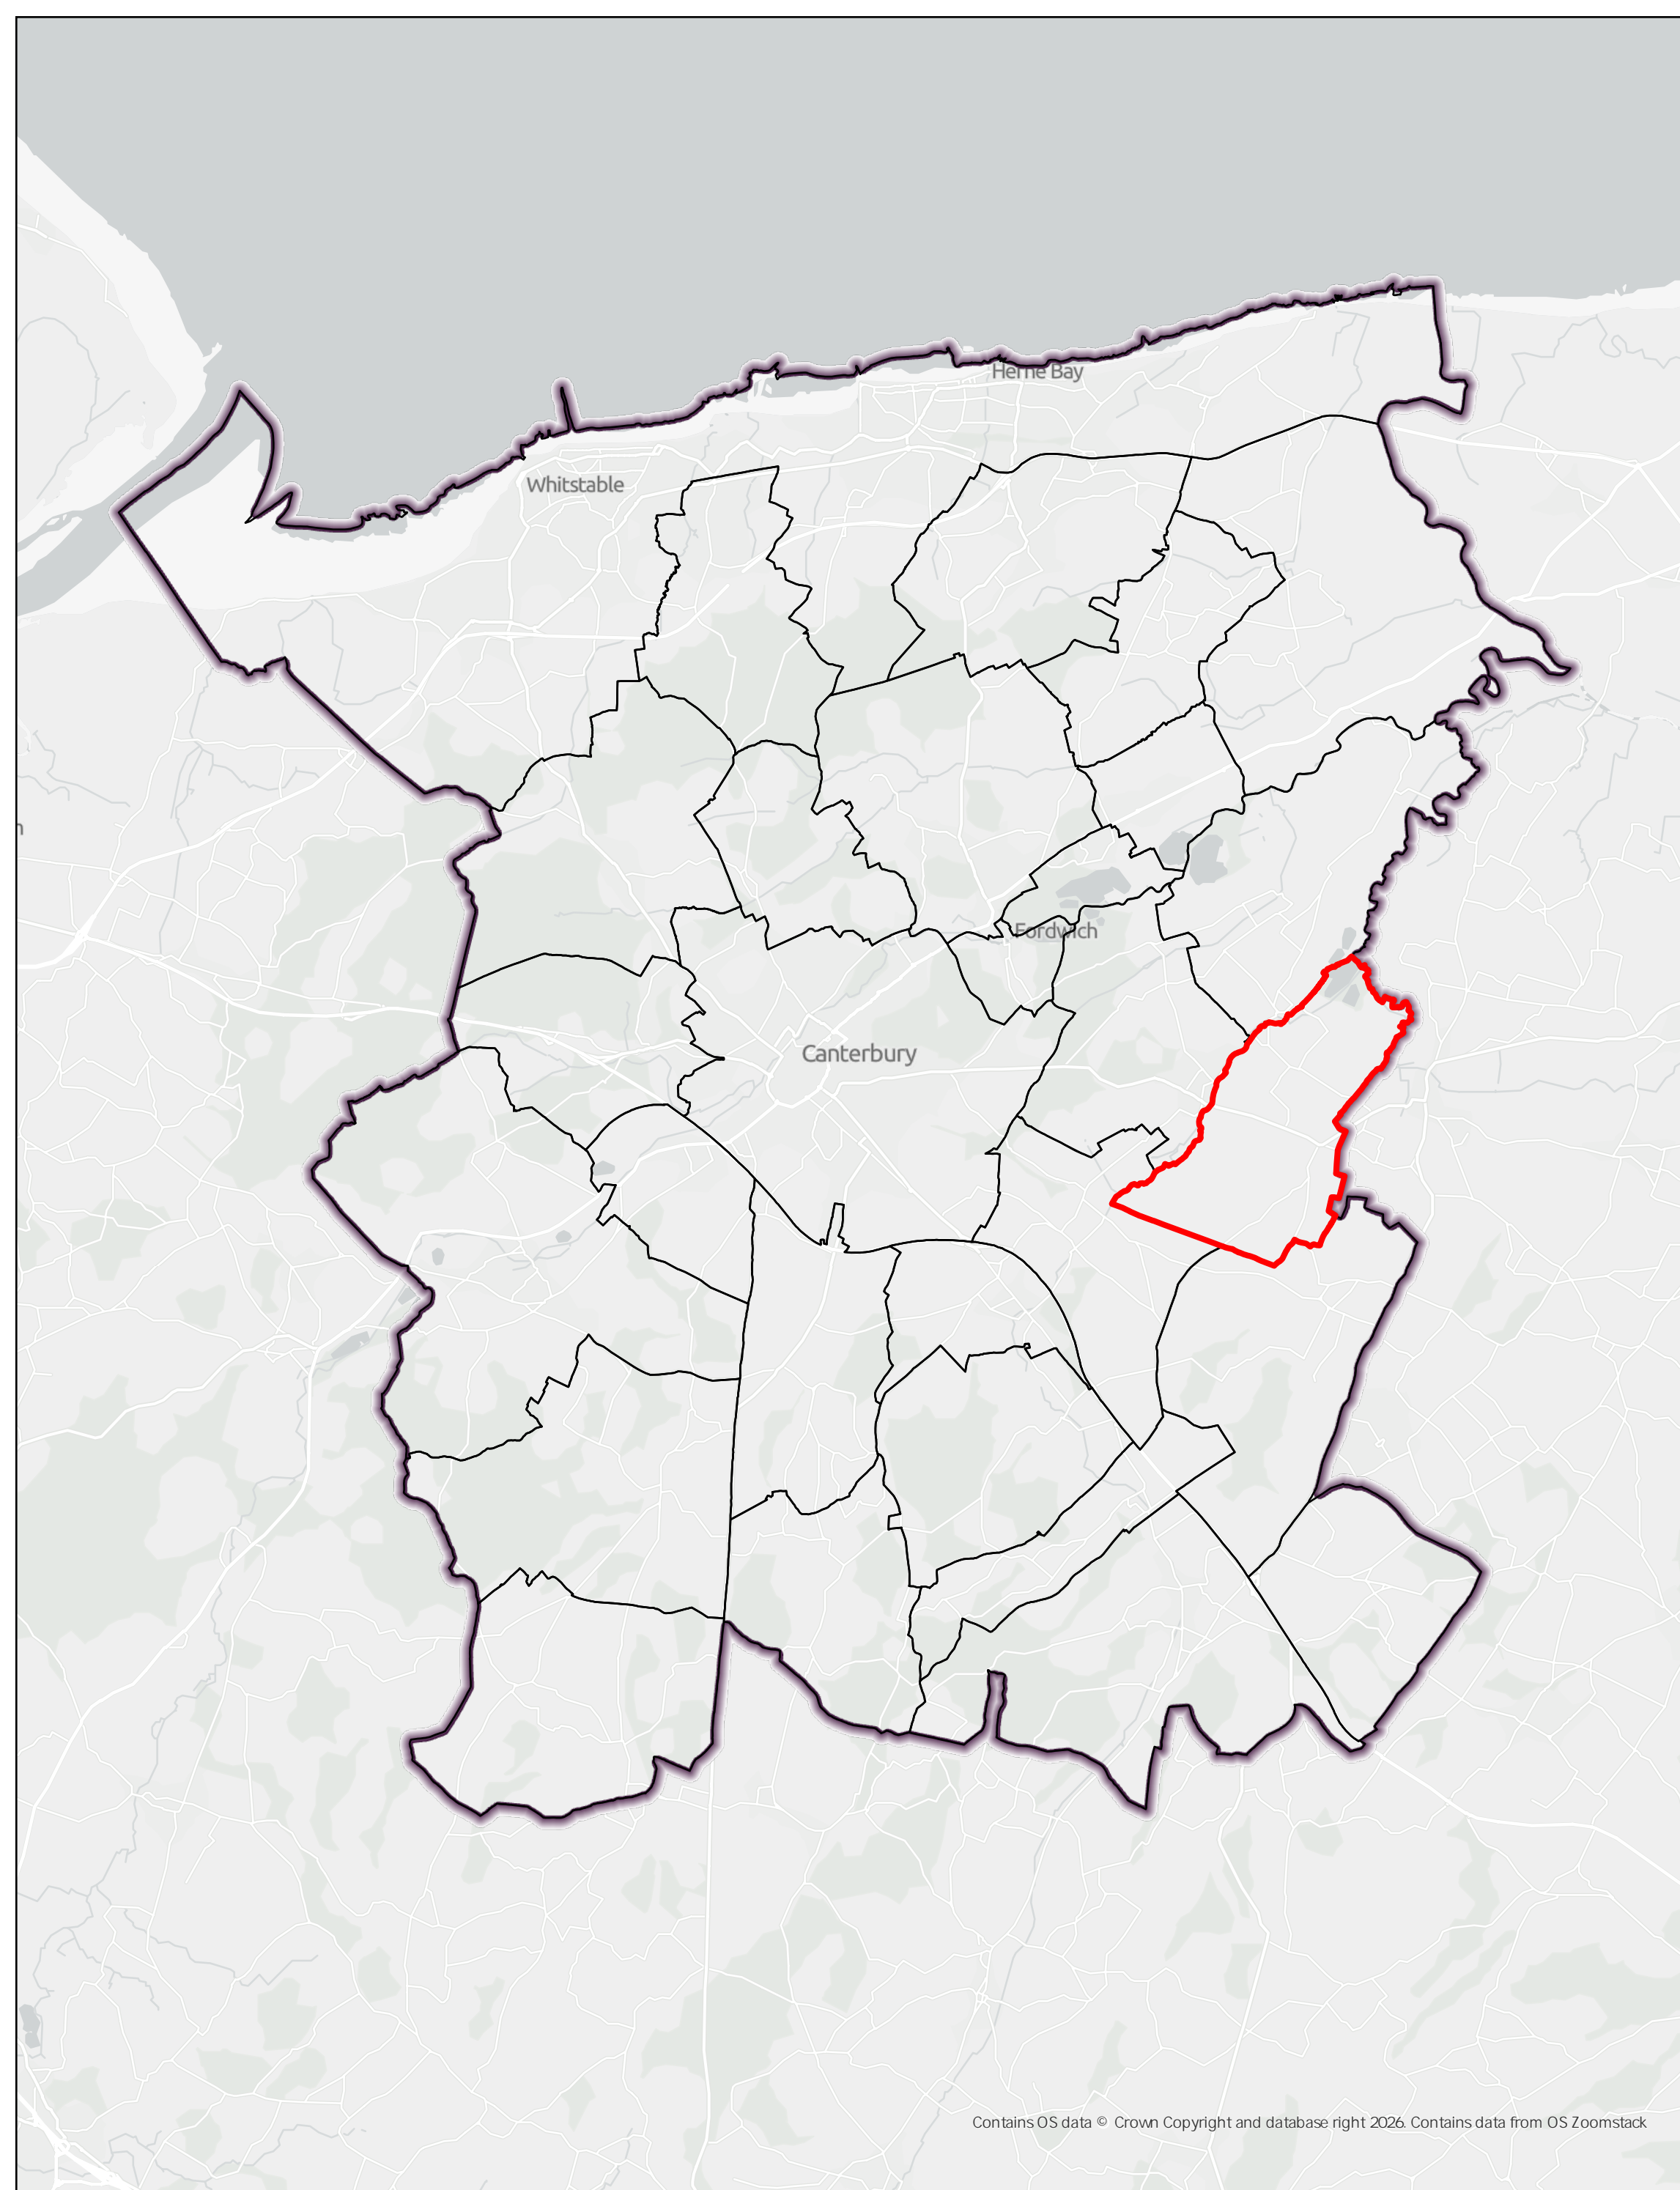 Herne Bay
Whitstable
Fordwich
Canterbury
Contains OS data © Crown Copyright and database right 2026. Contains data from OS Zoomstack